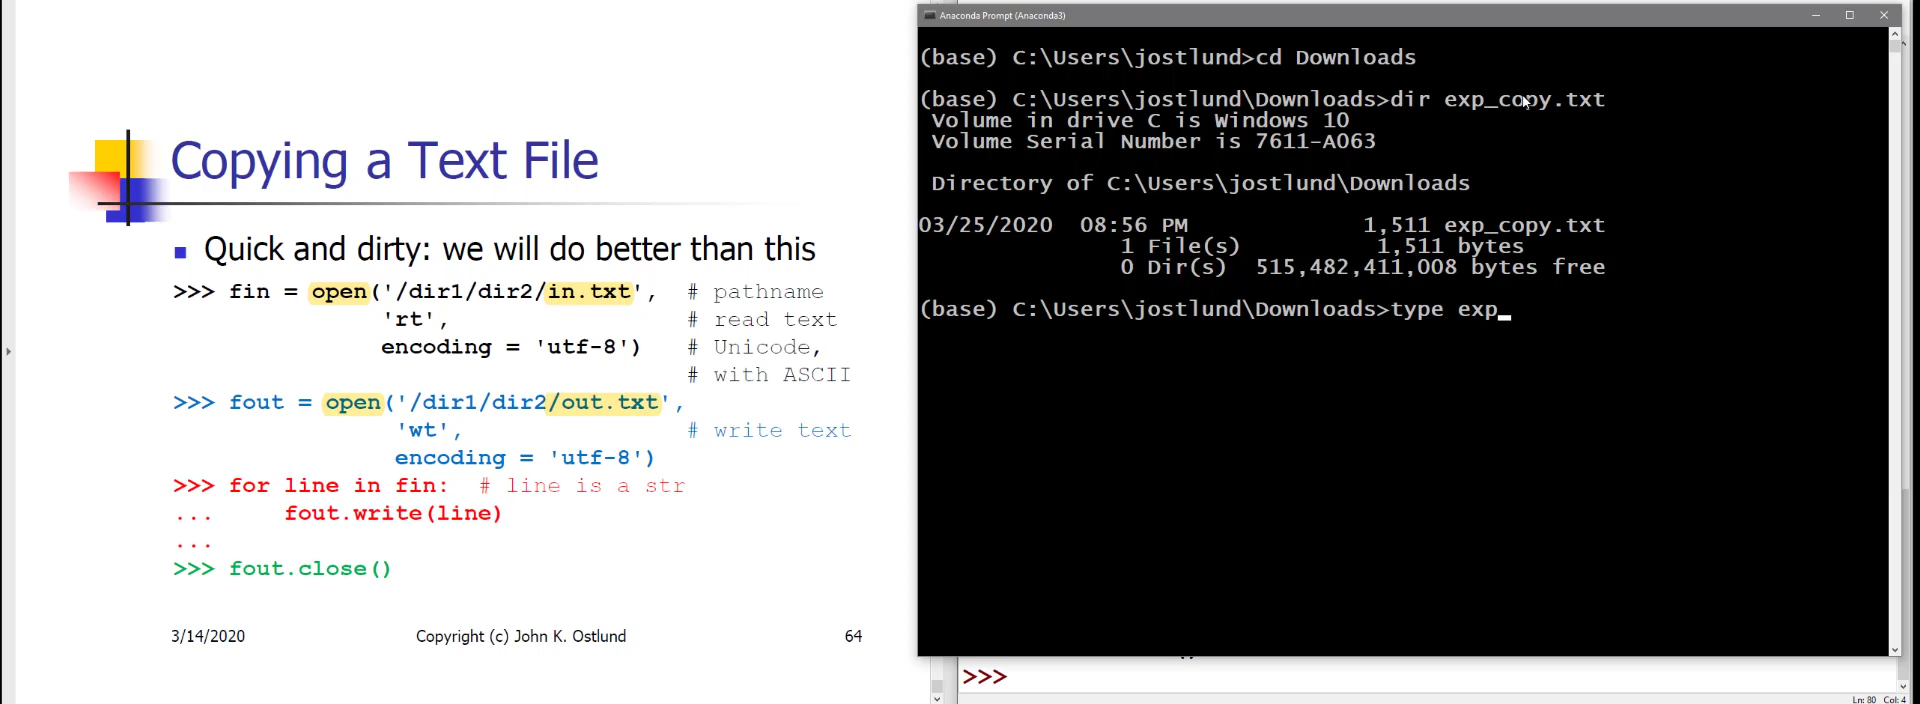 Copying a Text File
Quick and dirty: we will do better than this
>>> fin = open('/dir1/dir2/in.txt', # pathname
'rt', # read text
encoding = 'utf-8') # Unicode,
# with ASCII
>>> fout = open('/dir1/dir2/out.txt',
'wt', # write text
encoding = 'utf-8')
>>> for line in fin: # line is a str
... fout.write(line)
...
>>> fout.close()
3/14/2020 Copyright (c) John K. Ostlund 64
Anaconda Prompt (Anaconda3)
(base) C:\Users\jostlund>cd Downloads
(base) C:\Users\jostlund\Downloads>dir exp_copy.txt
Volume in drive C is Windows 10
Volume Serial Number is 7611-A063
Directory of C:\Users\jostlund\Downloads
03/25/2020 08:56 PM 1,511 exp_copy.txt
1 File(s) 1,511 bytes
0 Dir(s) 515,482,411,008 bytes free
(base) C:\Users\jostlund\Downloads>type exp_
>>>
Ln: 80 Col: 4